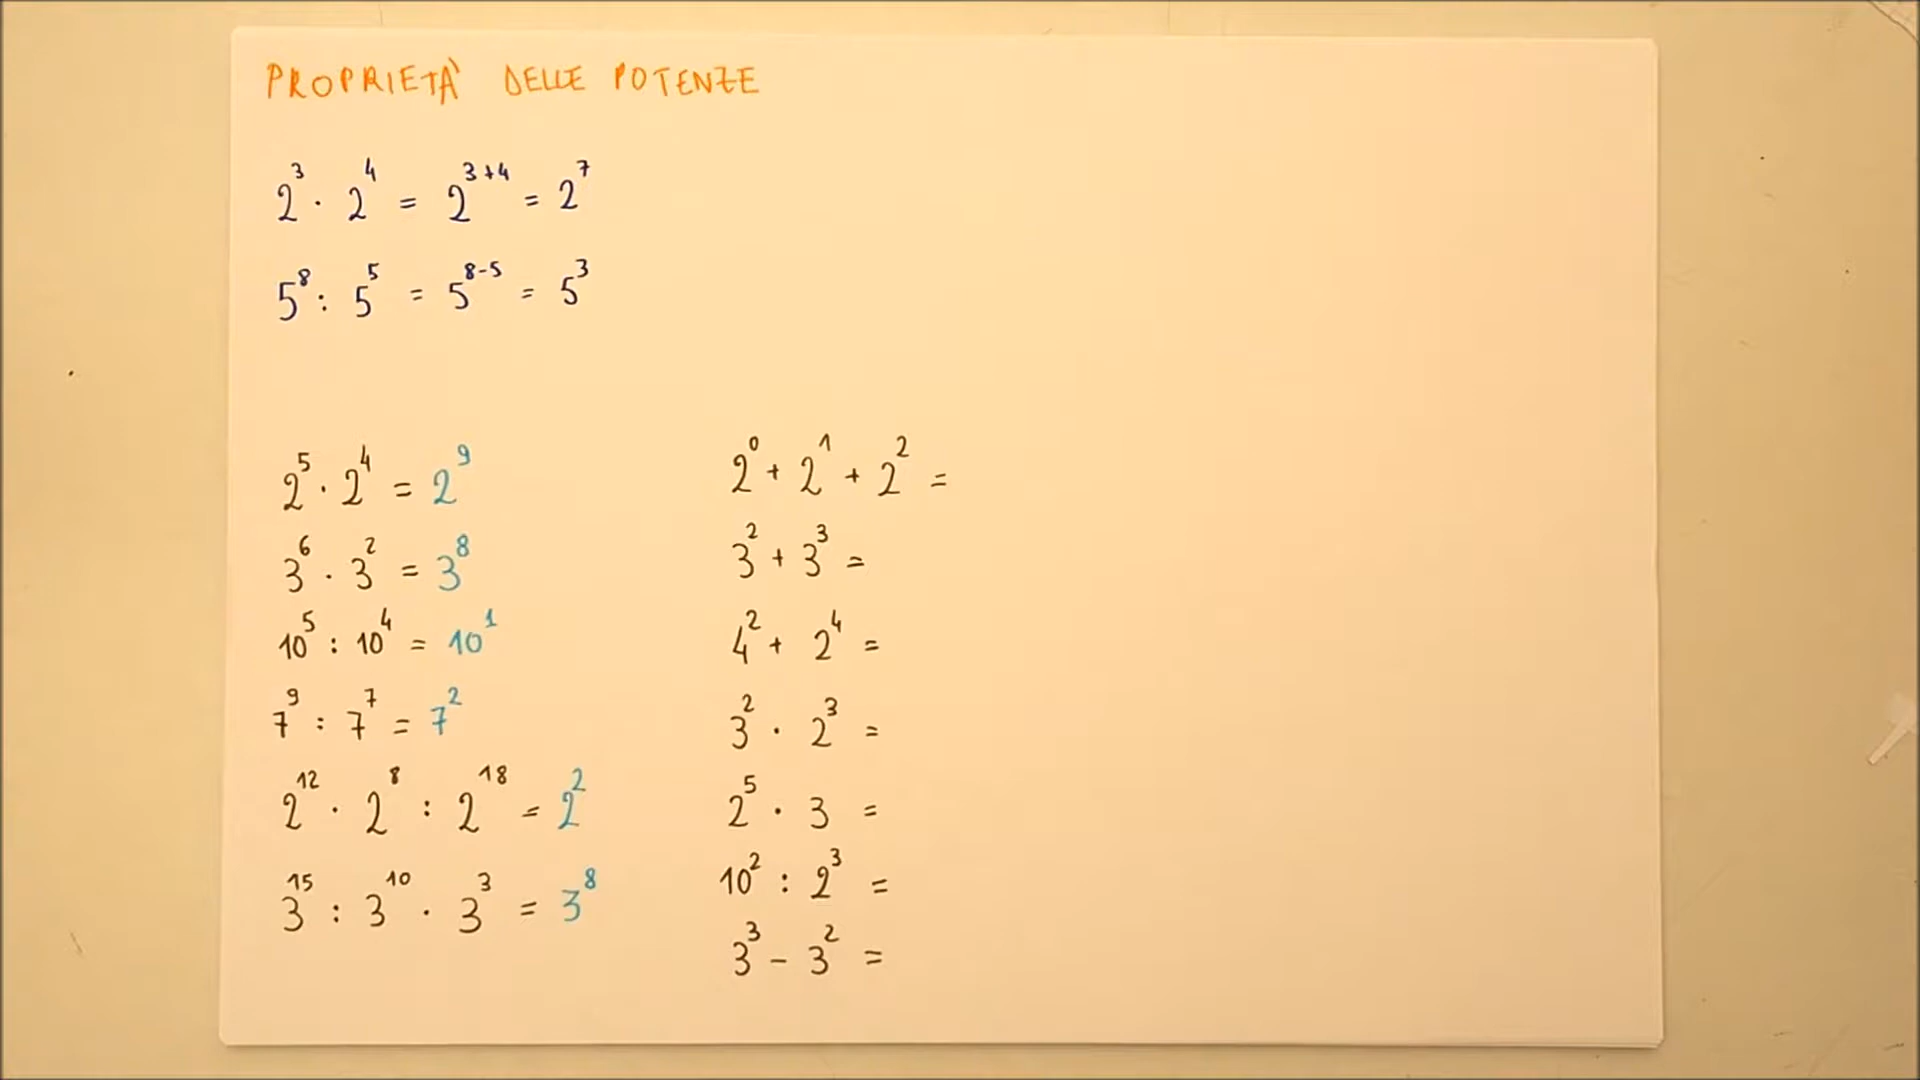 PROPRIETÀ DELLE POTENZE
2³ · 2⁴ = 2³⁺⁴ = 2⁷
5⁸ : 5⁵ = 5⁸⁻⁵ = 5³
2⁵ · 2⁴ = 2⁹
3⁶ · 3² = 3⁸
10⁵ : 10⁴ = 10¹
7⁹ : 7⁷ = 7²
2¹² · 2⁸ : 2¹⁸ = 2²
3¹⁵ : 3¹⁰ · 3³ = 3⁸
2⁰ + 2¹ + 2² =
3² + 3³ =
4² + 2⁴ =
3² · 2³ =
2⁵ · 3 =
10² : 2³ =
3³ - 3² =